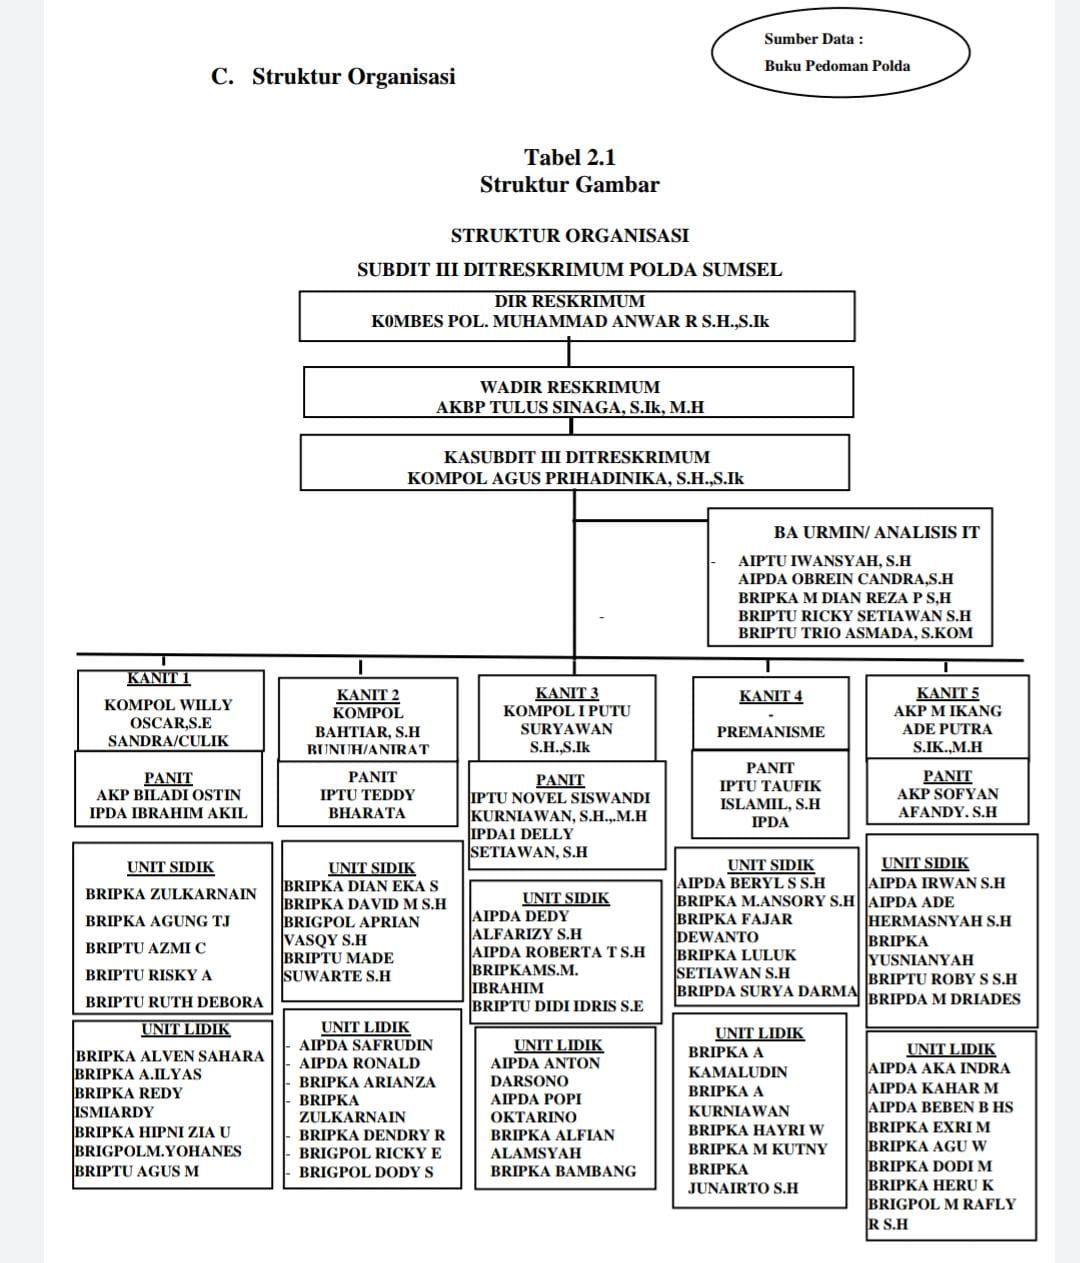 Sumber Data :
Buku Pedoman Polda
C. Struktur Organisasi
Tabel 2.1
Struktur Gambar
STRUKTUR ORGANISASI
SUBDIT III DITRESKRIMUM POLDA SUMSEL
DIR RESKRIMUM
K0MBES POL. MUHAMMAD ANWAR R S.H.,S.Ik
WADIR RESKRIMUM
AKBP TULUS SINAGA, S.Ik, M.H
KASUBDIT III DITRESKRIMUM
KOMPOL AGUS PRIHADINIKA, S.H.,S.Ik
BA URMIN/ ANALISIS IT
- AIPTU IWANSYAH, S.H
AIPDA OBREIN CANDRA,S.H
BRIPKA M DIAN REZA P S,H
BRIPTU RICKY SETIAWAN S.H
BRIPTU TRIO ASMADA, S.KOM
-
KANIT 1
KOMPOL WILLY
OSCAR,S.E
SANDRA/CULIK
PANIT
AKP BILADI OSTIN
IPDA IBRAHIM AKIL
UNIT SIDIK
BRIPKA ZULKARNAIN
BRIPKA AGUNG TJ
BRIPTU AZMI C
BRIPTU RISKY A
BRIPTU RUTH DEBORA
UNIT LIDIK
BRIPKA ALVEN SAHARA
BRIPKA A.ILYAS
BRIPKA REDY
ISMIARDY
BRIPKA HIPNI ZIA U
BRIGPOLM.YOHANES
BRIPTU AGUS M
KANIT 2
KOMPOL
BAHTIAR, S.H
BUNUH/ANIRAT
PANIT
IPTU TEDDY
BHARATA
UNIT SIDIK
BRIPKA DIAN EKA S
BRIPKA DAVID M S.H
BRIGPOL APRIAN
VASQY S.H
BRIPTU MADE
SUWARTE S.H
UNIT LIDIK
- AIPDA SAFRUDIN
- AIPDA RONALD
- BRIPKA ARIANZA
- BRIPKA
ZULKARNAIN
- BRIPKA DENDRY R
- BRIGPOL RICKY E
- BRIGPOL DODY S
KANIT 3
KOMPOL I PUTU
SURYAWAN
S.H.,S.Ik
PANIT
IPTU NOVEL SISWANDI
KURNIAWAN, S.H.,.M.H
IPDA1 DELLY
SETIAWAN, S.H
UNIT SIDIK
AIPDA DEDY
ALFARIZY S.H
AIPDA ROBERTA T S.H
BRIPKAMS.M.
IBRAHIM
BRIPTU DIDI IDRIS S.E
UNIT LIDIK
AIPDA ANTON
DARSONO
AIPDA POPI
OKTARINO
BRIPKA ALFIAN
ALAMSYAH
BRIPKA BAMBANG
KANIT 4
-
PREMANISME
PANIT
IPTU TAUFIK
ISLAMIL, S.H
IPDA
UNIT SIDIK
AIPDA BERYL S S.H
BRIPKA M.ANSORY S.H
BRIPKA FAJAR
DEWANTO
BRIPKA LULUK
SETIAWAN S.H
BRIPDA SURYA DARMA
UNIT LIDIK
BRIPKA A
KAMALUDIN
BRIPKA A
KURNIAWAN
BRIPKA HAYRI W
BRIPKA M KUTNY
BRIPKA
JUNAIRTO S.H
KANIT 5
AKP M IKANG
ADE PUTRA
S.IK.,M.H
PANIT
AKP SOFYAN
AFANDY. S.H
UNIT SIDIK
AIPDA IRWAN S.H
AIPDA ADE
HERMASNYAH S.H
BRIPKA
YUSNIANYAH
BRIPTU ROBY S S.H
BRIPDA M DRIADES
UNIT LIDIK
AIPDA AKA INDRA
AIPDA KAHAR M
AIPDA BEBEN B HS
BRIPKA EXRI M
BRIPKA AGU W
BRIPKA DODI M
BRIPKA HERU K
BRIGPOL M RAFLY
R S.H